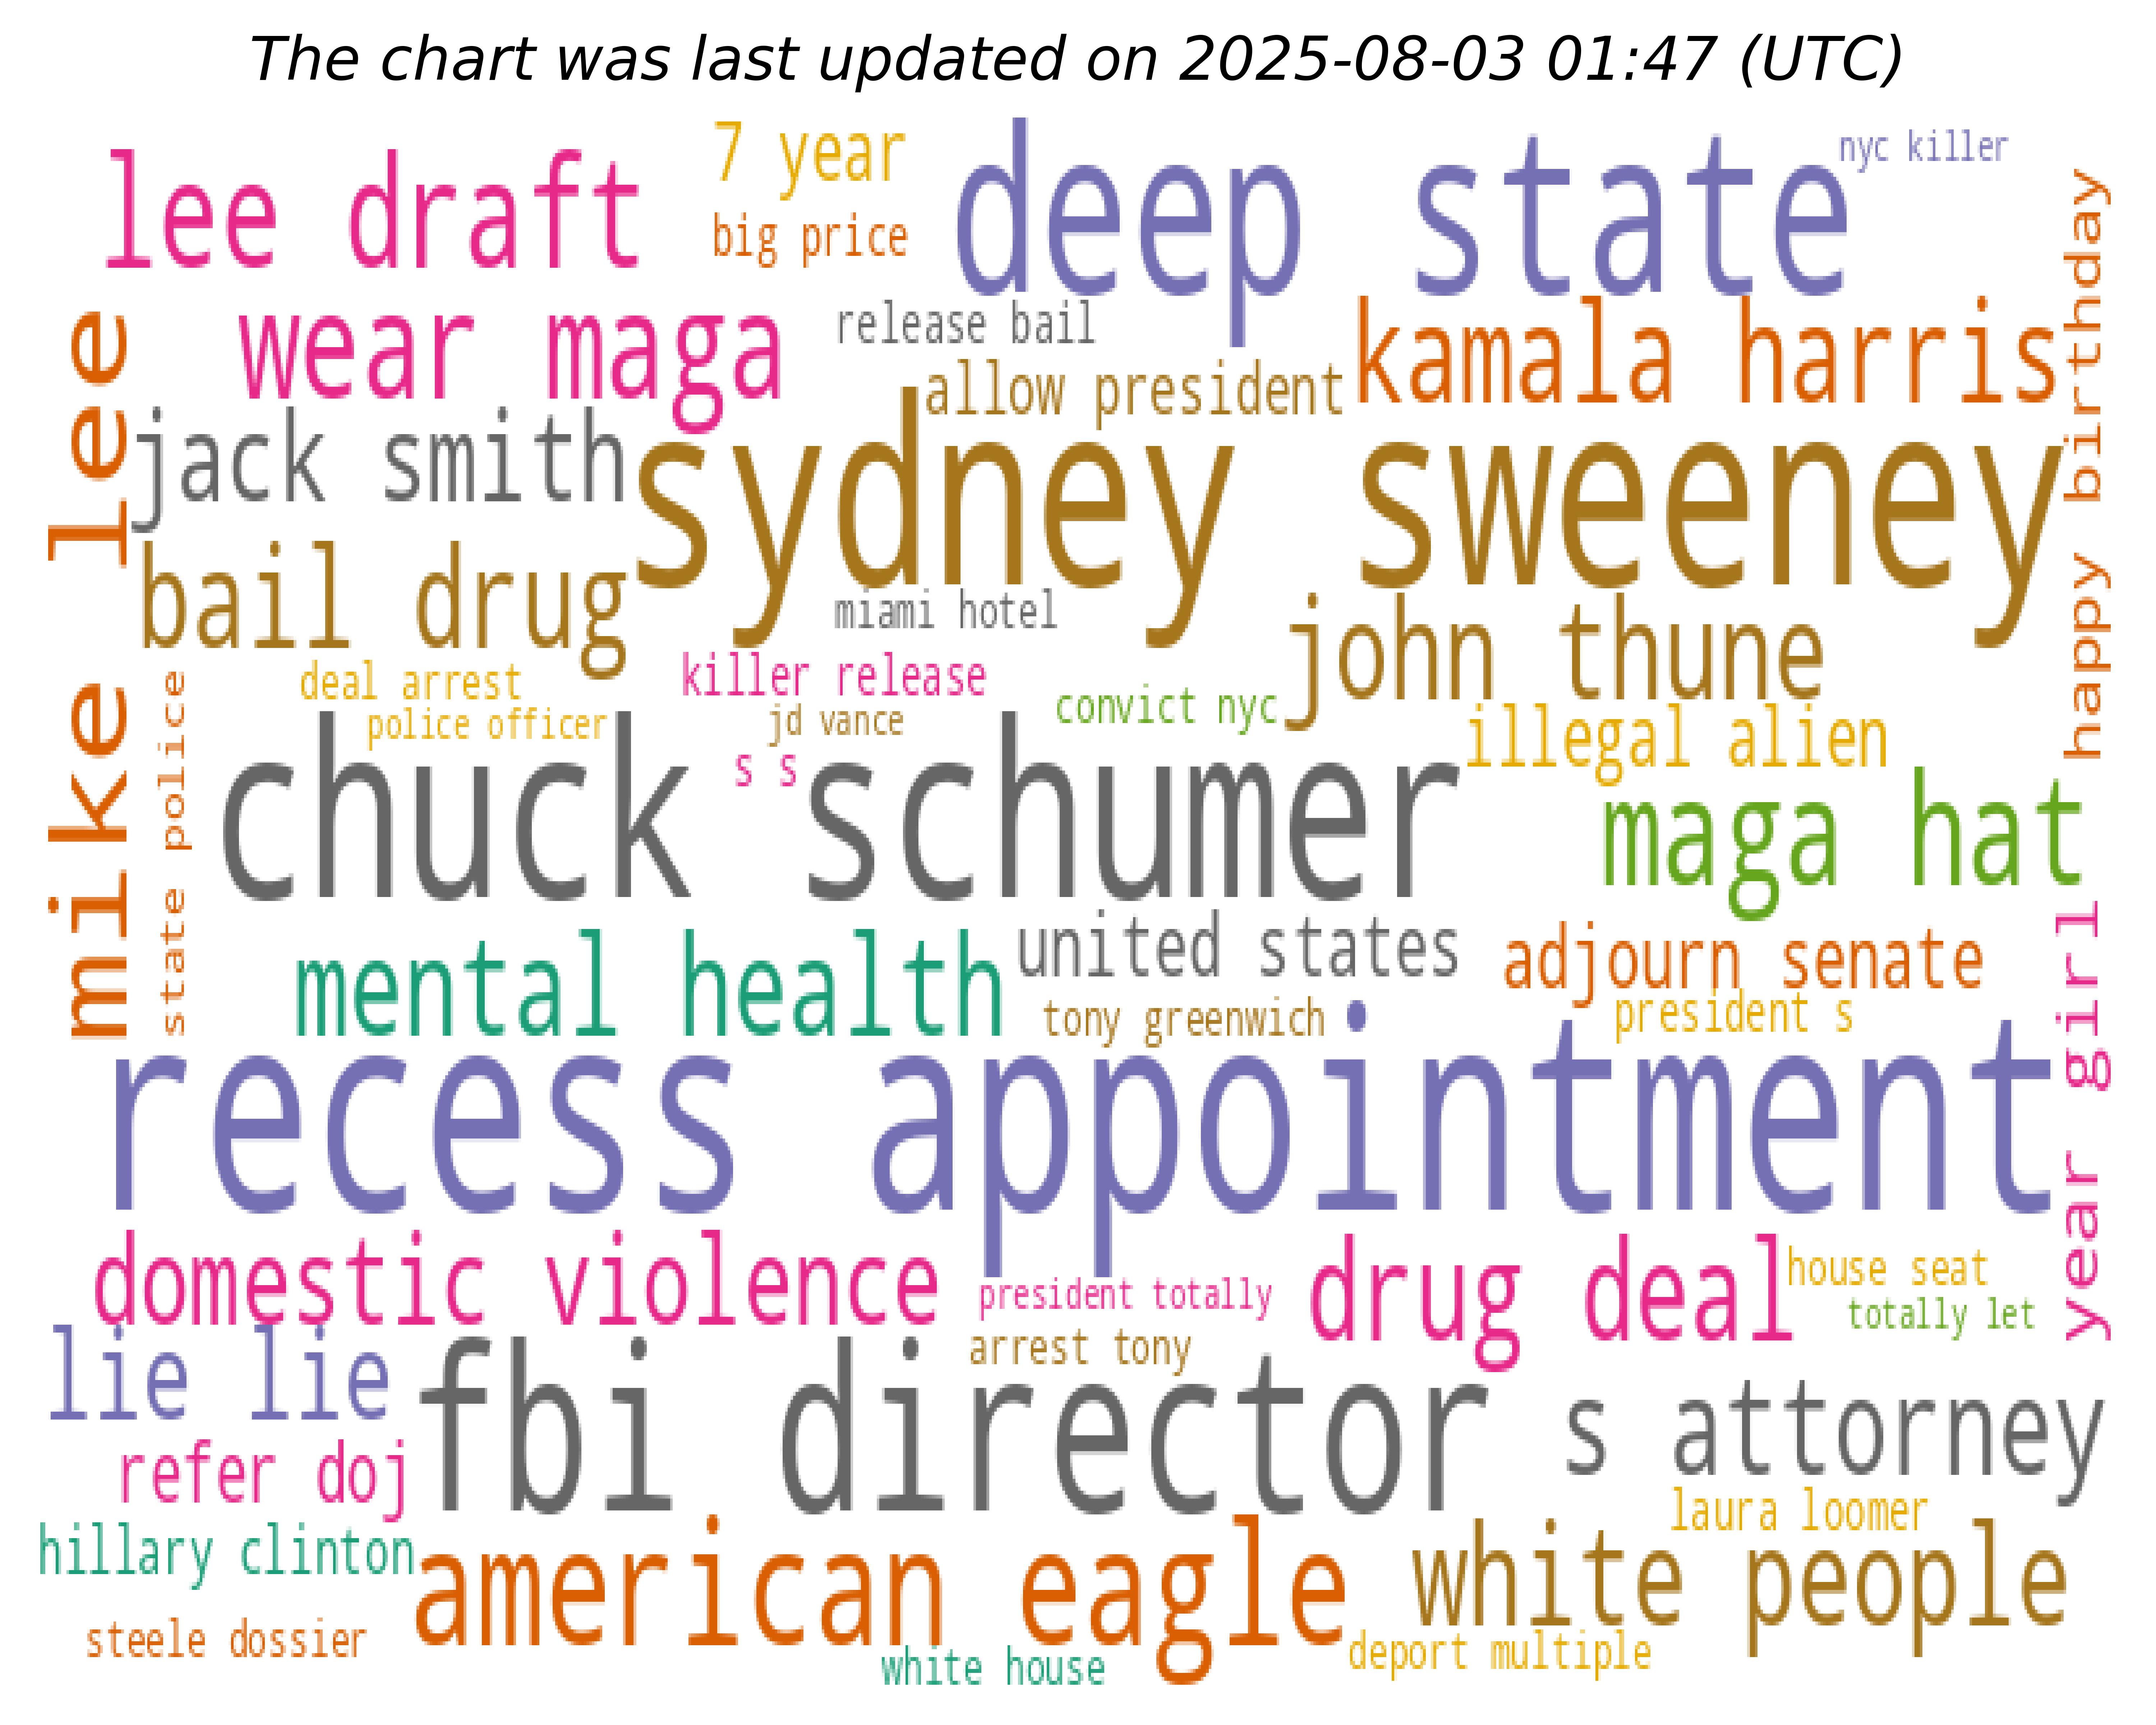 The chart was last updated on 2025-08-03 01:47 (UTC)
lee draft
7 year
big price
deep state
nyc killer
happy birthday
wear maga
release bail
kamala harris
allow president
mike lee
jack smith
sydney sweeney
bail drug
miami hotel
john thune
deal arrest
killer release
convict nyc
police officer
jd vance
illegal alien
state police
s s
chuck schumer
maga hat
mental health
united states
adjourn senate
tony greenwich
president s
year girl
recess appointment
domestic violence
president totally
drug deal
house seat
totally let
lie lie
arrest tony
fbi director
s attorney
refer doj
laura loomer
hillary clinton
american eagle
white people
steele dossier
white house
deport multiple